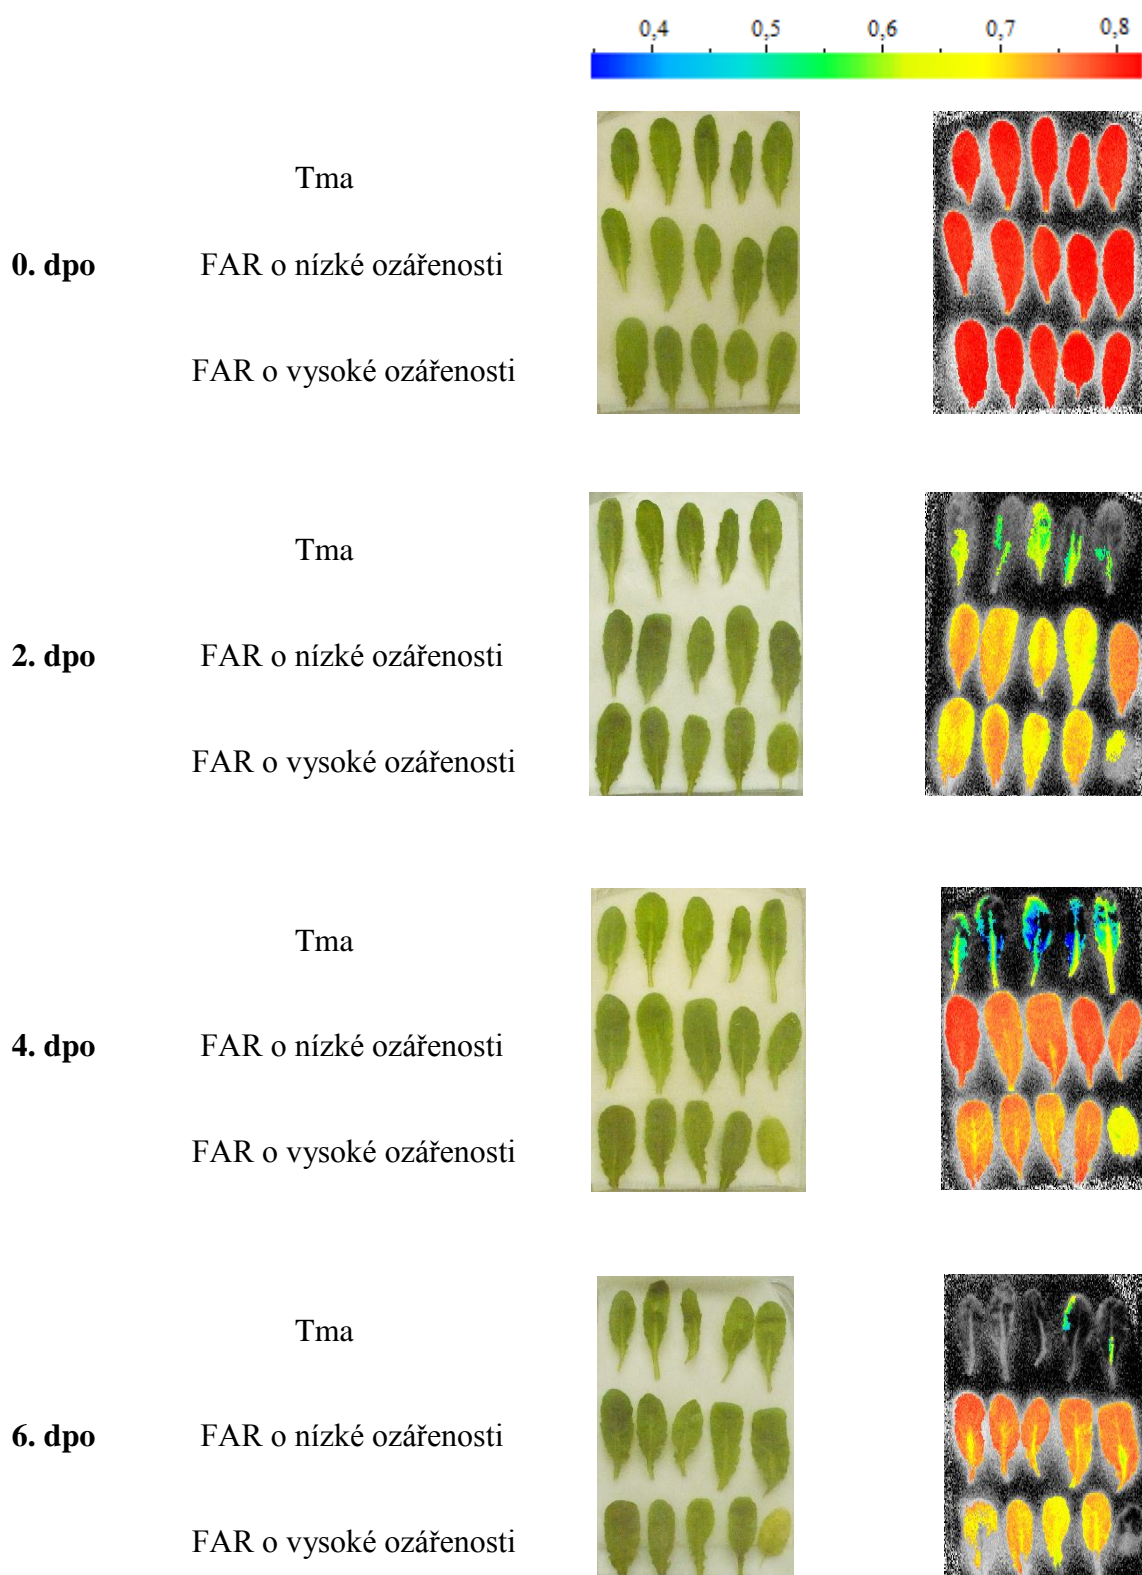 0,4 0,5 0,6 0,7 0,8
Tma
0. dpo FAR o nízké ozářenosti
FAR o vysoké ozářenosti
Tma
2. dpo FAR o nízké ozářenosti
FAR o vysoké ozářenosti
Tma
4. dpo FAR o nízké ozářenosti
FAR o vysoké ozářenosti
Tma
6. dpo FAR o nízké ozářenosti
FAR o vysoké ozářenosti